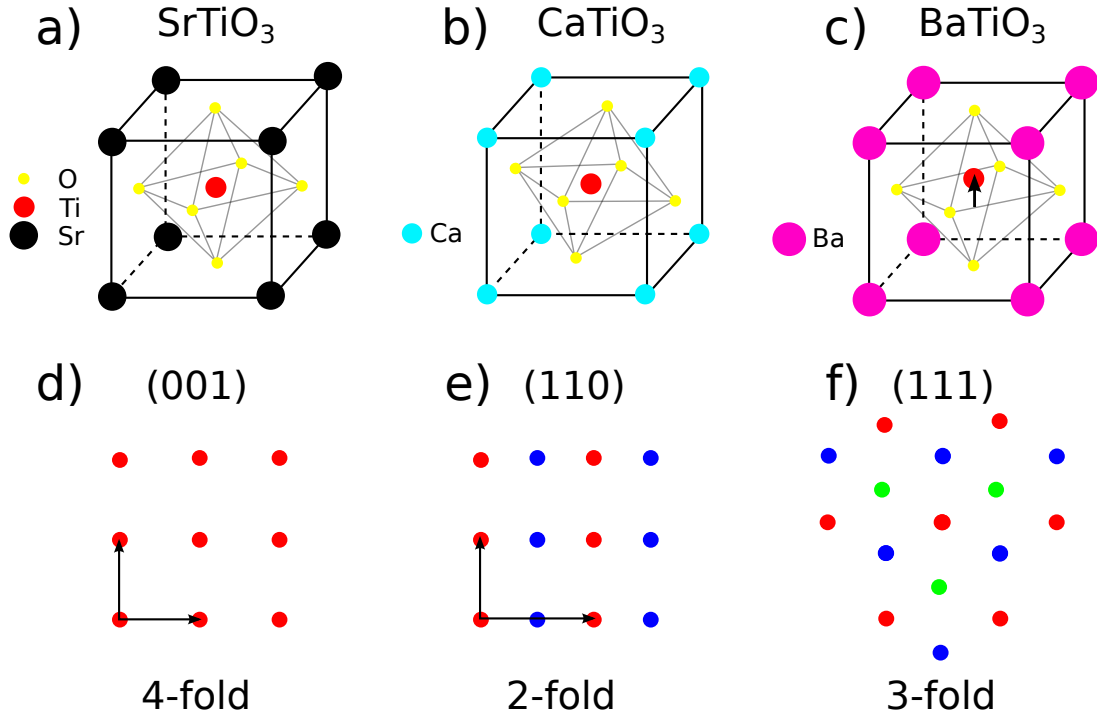 a) SrTiO₃
b) CaTiO₃
c) BaTiO₃
O
Ti
Sr
Ca
Ba
d) (001)
e) (110)
f) (111)
4-fold
2-fold
3-fold